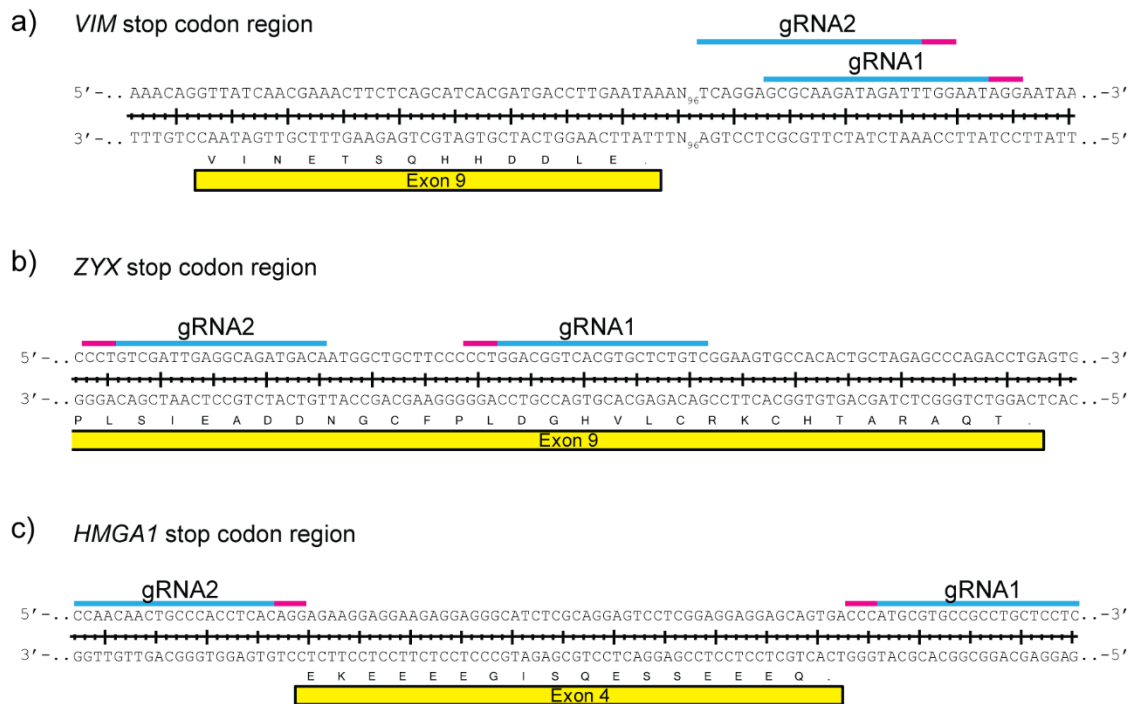 a) VIM stop codon region
gRNA2
gRNA1
5′-.. AAACAGGTTATCAACGAAACTTCTCAGCATCACGATGACCTTGAATAAAN96TCAGGAGCGCAAGATAGATTTGGAATAGGAATAA..-3′
3′-.. TTTGTCCAATAGTTGCTTTGAAGAGTCGTAGTGCTACTGGAACTTATTTN96AGTCCTCGCGTTCTATCTAAACCTTATCCTTATT..-5′
V I N E T S Q H H D D L E .
Exon 9
b) ZYX stop codon region
gRNA2 gRNA1
5′-..CCCTGTCGATTGAGGCAGATGACAATGGCTGCTTCCCCCTGGACGGTCACGTGCTCTGTCGGAAGTGCCACACTGCTAGAGCCCAGACCTGAGTG..-3′
3′-..GGGACAGCTAACTCCGTCTACTGTTACCGACGAAGGGGGACCTGCCAGTGCACGAGACAGCCTTCACGGTGTGACGATCTCGGGTCTGGACTCAC..-5′
P L S I E A D D N G C F P L D G H V L C R K C H T A R A Q T .
Exon 9
c) HMGA1 stop codon region
gRNA2 gRNA1
5′-..CCAACAACTGCCCACCTCACAGGAGAAGGAGGAAGAGGAGGGCATCTCGCAGGAGTCCTCGGAGGAGGAGCAGTGACCCATGCGTGCCGCCTGCTCCTC..-3′
3′-..GGTTGTTGACGGGTGGAGTGTCCTCTTCCTCCTTCTCCTCCCGTAGAGCGTCCTCAGGAGCCTCCTCCTCGTCACTGGGTACGCACGGCGGACGAGGAG..-5′
E K E E E E G I S Q E S S E E E Q .
Exon 4